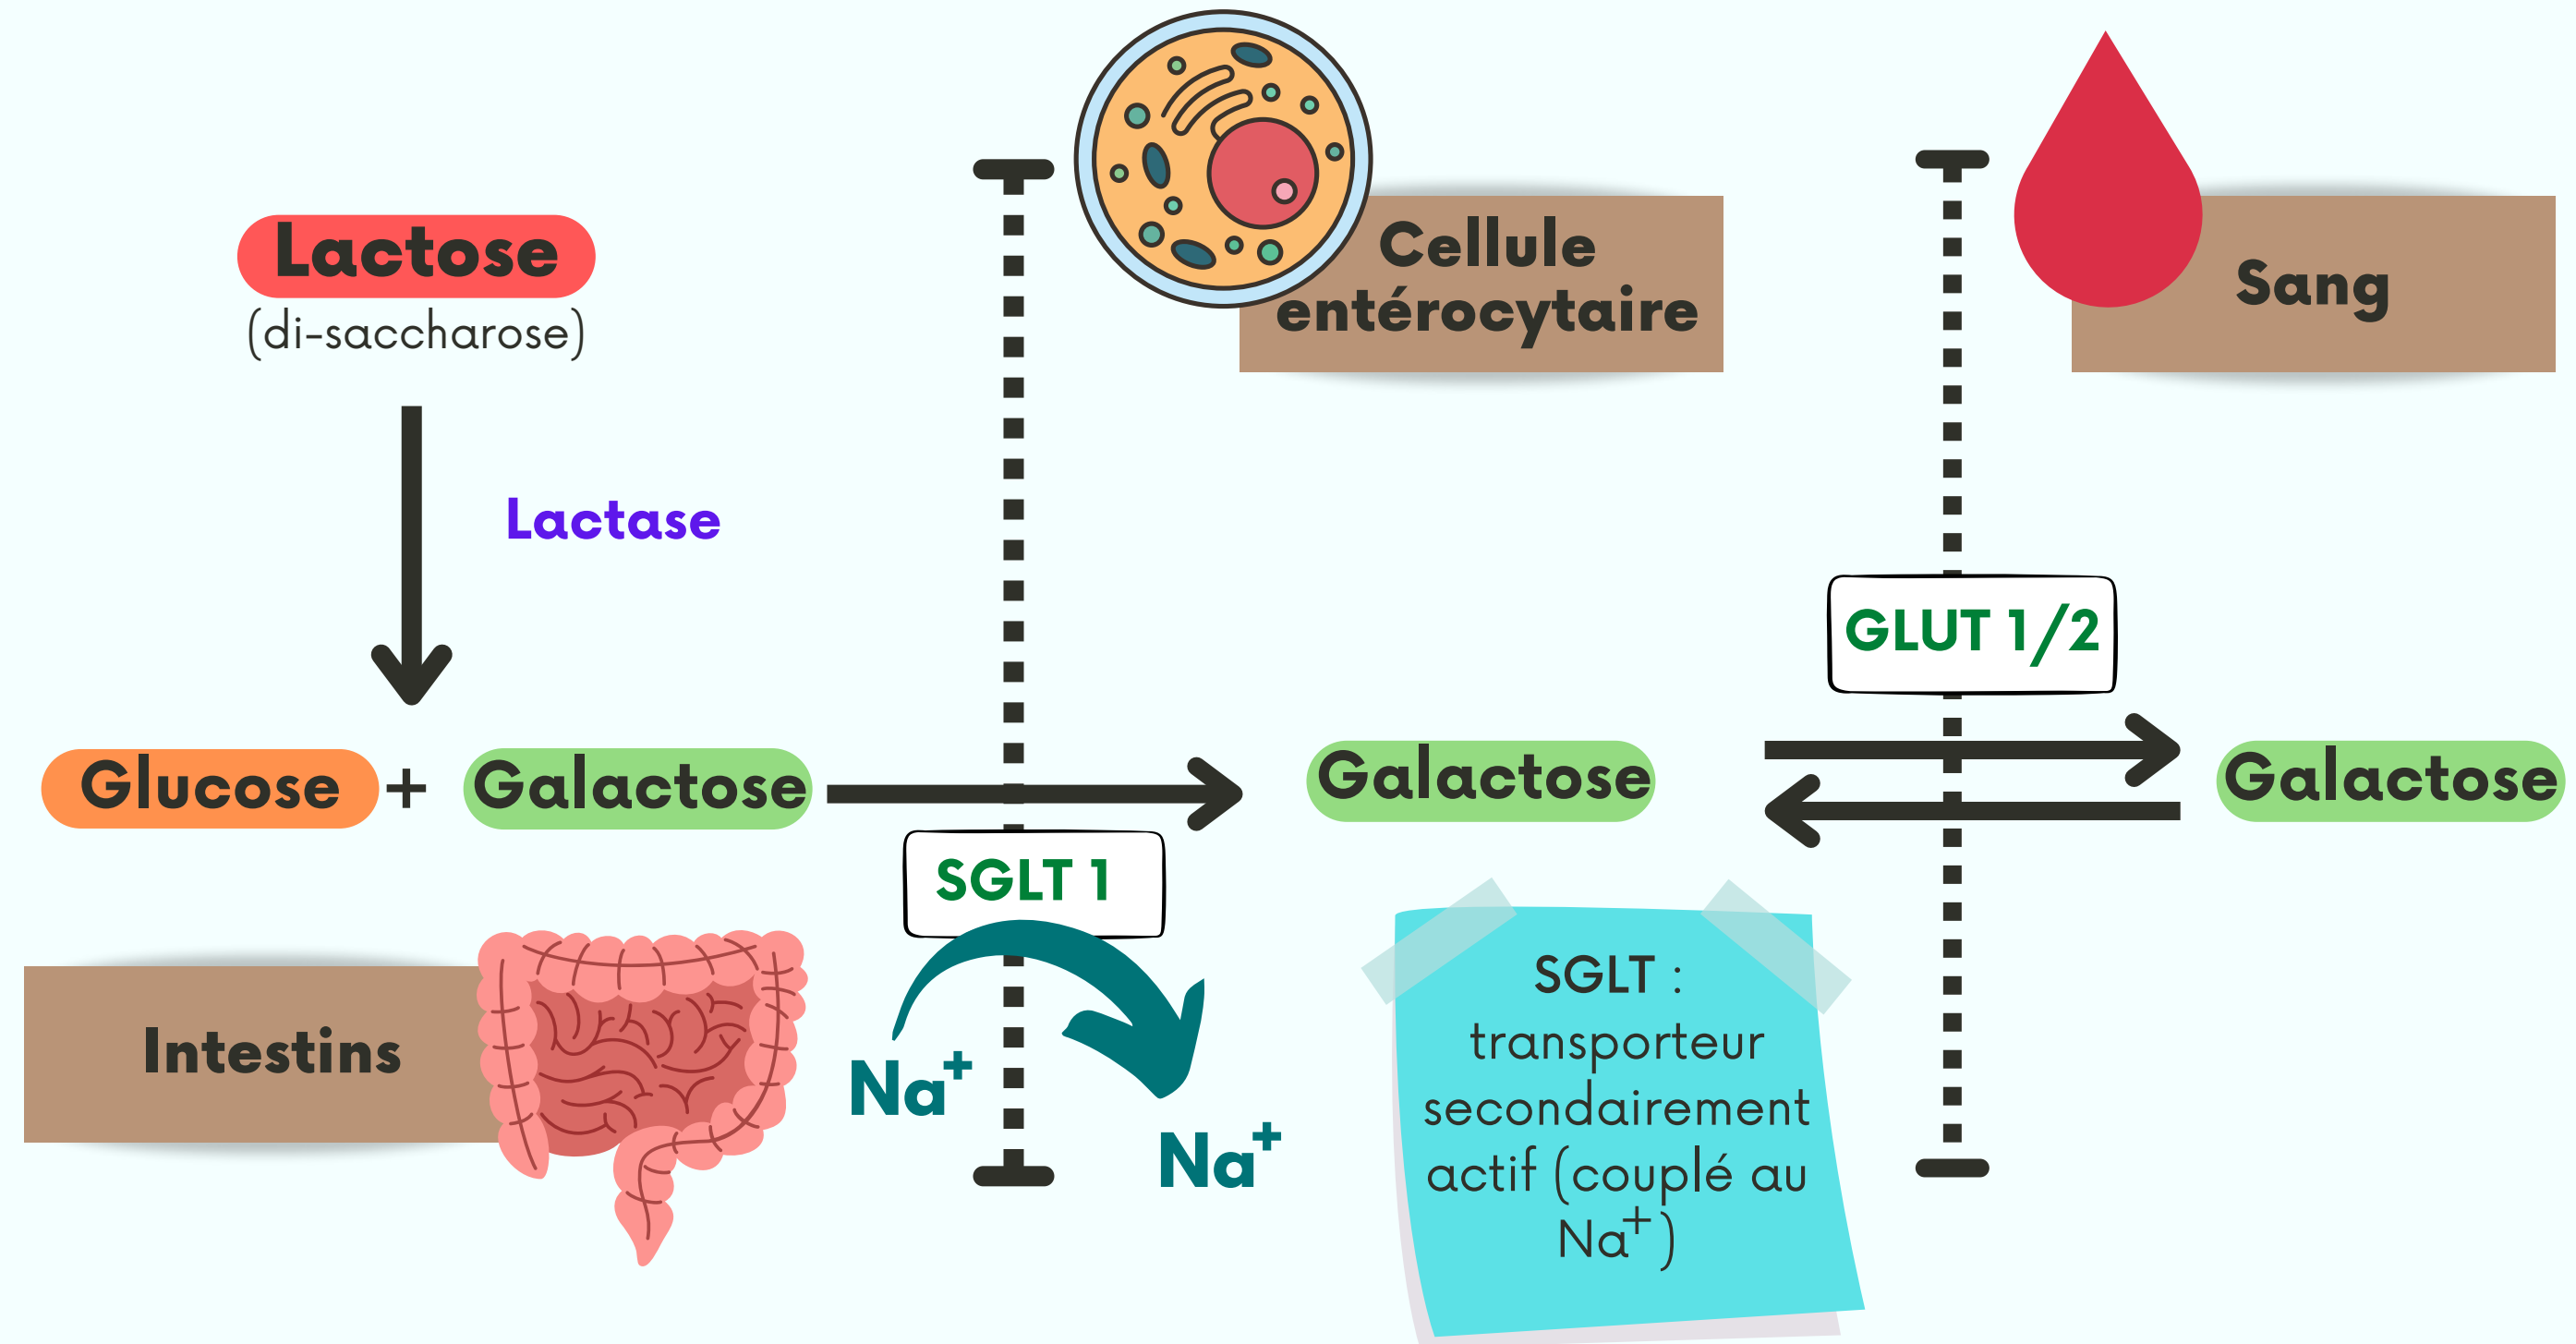 Lactose
(di-saccharose)
Lactase
Glucose + Galactose
Intestins
Cellule
entérocytaire
SGLT 1
Na⁺
Na⁺
Galactose
SGLT :
transporteur
secondairement
actif (couplé au
Na⁺)
Sang
GLUT 1/2
Galactose